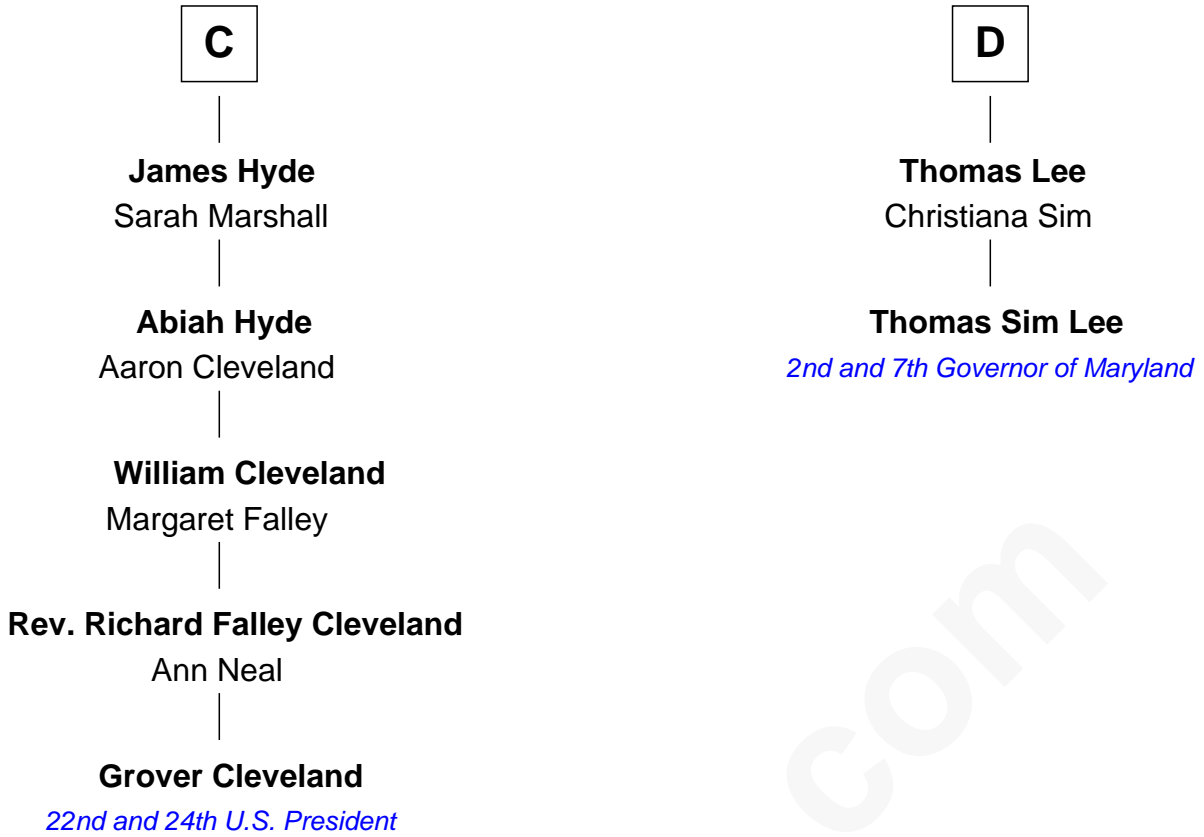 C
James Hyde
Sarah Marshall
Abiah Hyde
Aaron Cleveland
William Cleveland
Margaret Falley
Rev. Richard Falley Cleveland
Ann Neal
Grover Cleveland
22nd and 24th U.S. President
D
Thomas Lee
Christiana Sim
Thomas Sim Lee
2nd and 7th Governor of Maryland
com